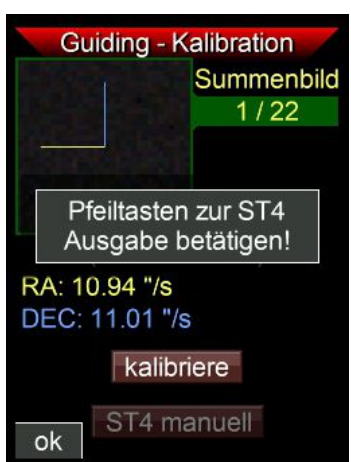 Guiding - Kalibration
Summenbild
1 / 22
Pfeiltasten zur ST4
Ausgabe betätigen!
RA: 10.94 "/s
DEC: 11.01 "/s
kalibriere
ST4 manuell
ok